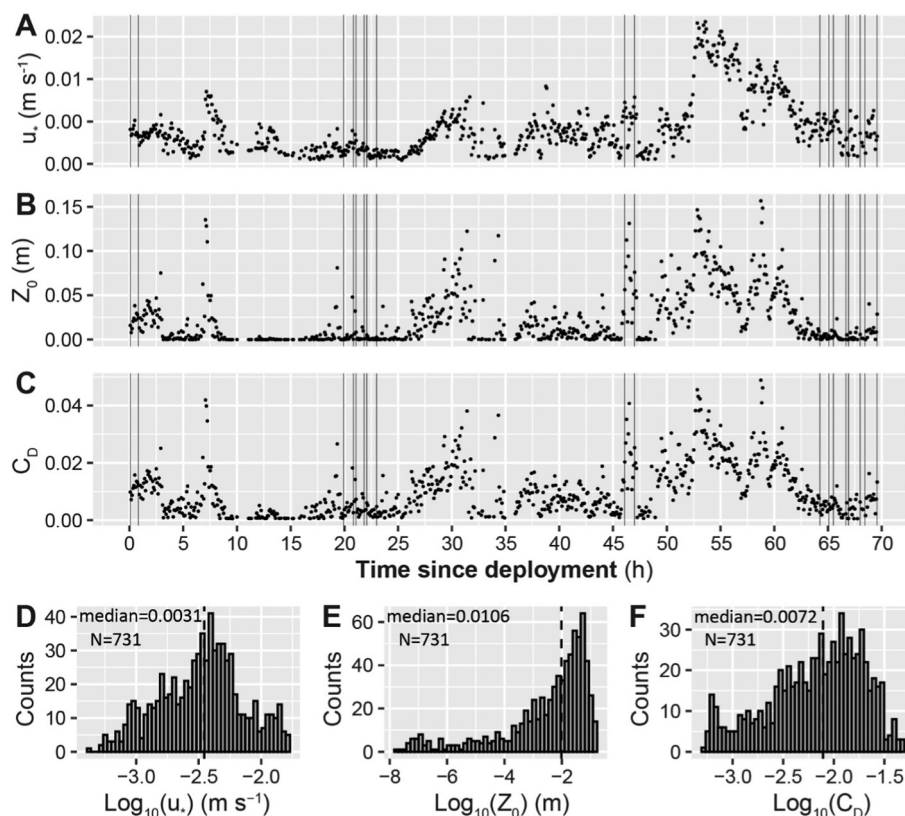 A
u* (m s⁻¹)
0.02
0.01
0.00
0.00
B
Z₀ (m)
0.15
0.10
0.05
0.00
C
C_D
0.04
0.02
0.00
0 5 10 15 20 25 30 35 40 45 50 55 60 65 70
Time since deployment (h)
D
median=0.0031
N=731
Counts
40
30
20
10
0
−3.0 −2.5 −2.0
Log₁₀(u*) (m s⁻¹)
E
median=0.0106
N=731
Counts
60
40
20
0
−8 −6 −4 −2
Log₁₀(Z₀) (m)
F
median=0.0072
N=731
Counts
30
20
10
0
−3.0 −2.5 −2.0 −1.5
Log₁₀(C_D)